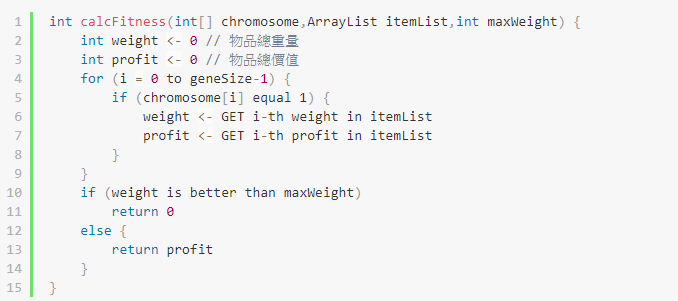 1 int calcFitness(int[] chromosome,ArrayList itemList,int maxWeight) {
2 int weight <- 0 // 物品總重量
3 int profit <- 0 // 物品總價值
4 for (i = 0 to geneSize-1) {
5 if (chromosome[i] equal 1) {
6 weight <- GET i-th weight in itemList
7 profit <- GET i-th profit in itemList
8 }
9 }
10 if (weight is better than maxWeight)
11 return 0
12 else {
13 return profit
14 }
15 }